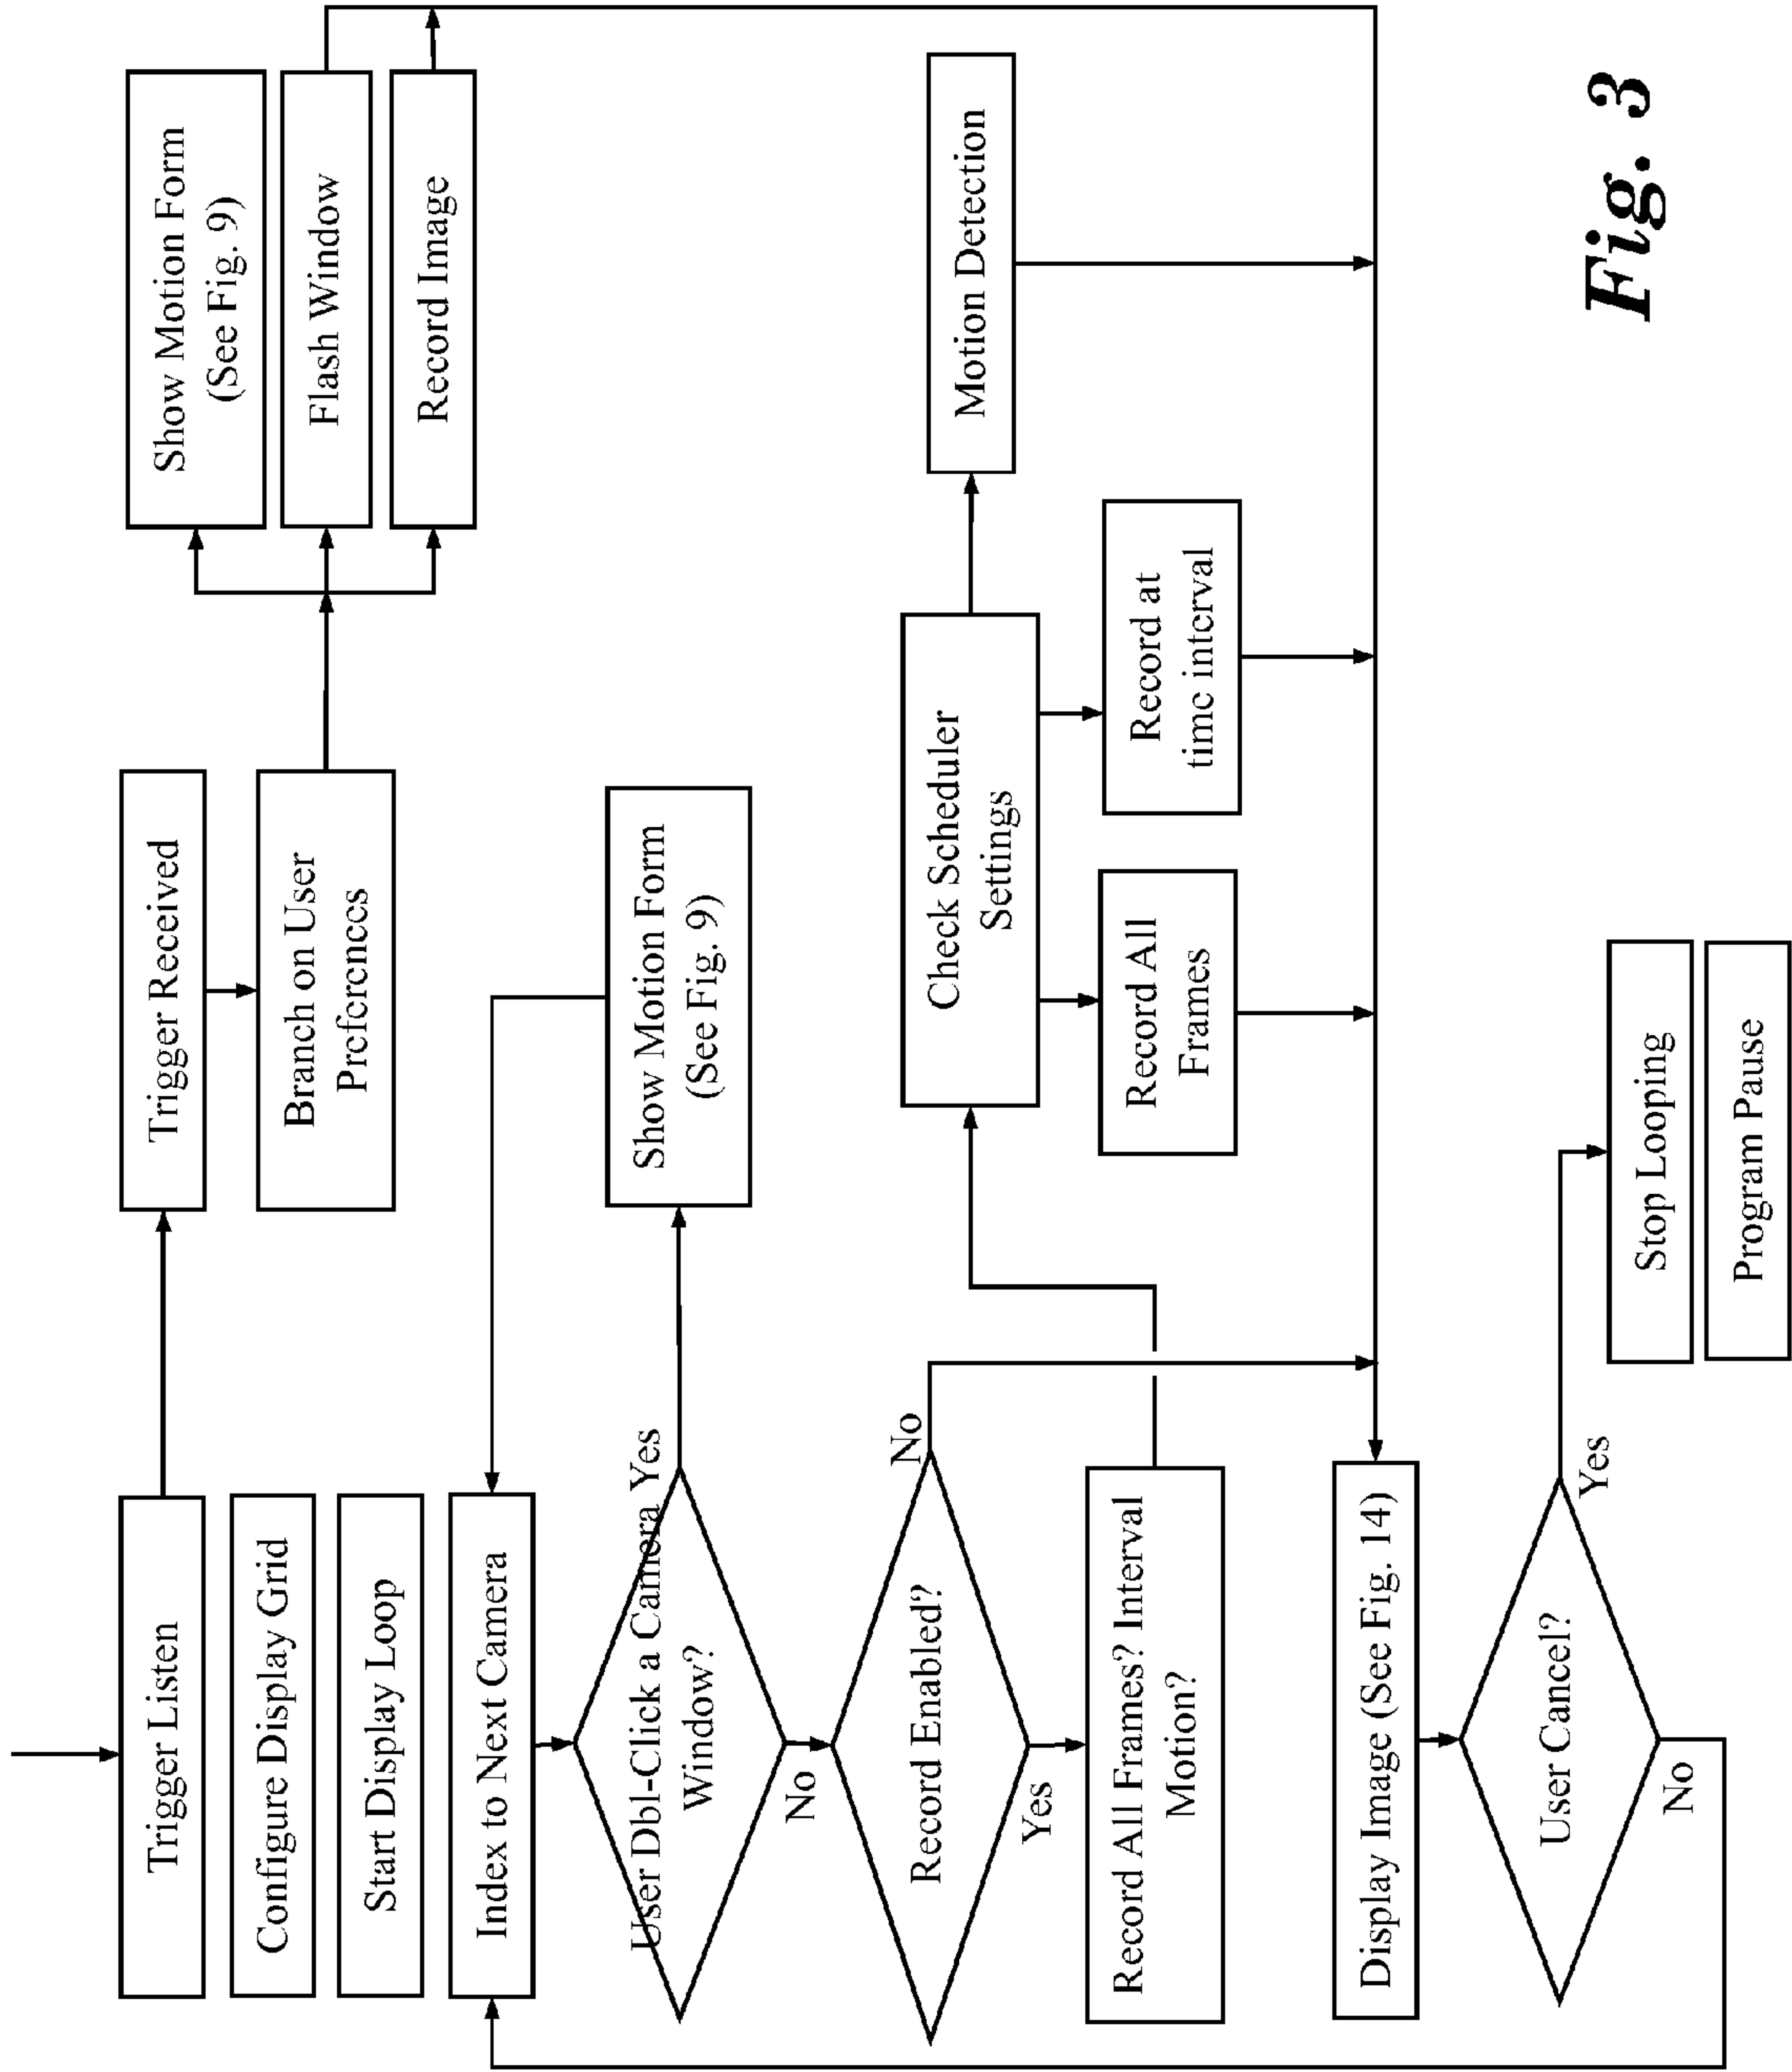 Trigger Listen
Configure Display Grid
Start Display Loop
Index to Next Camera
User Dbl-Click a Camera
Window?
Yes
No
Record Enabled?
No
Yes
Record All Frames? Interval
Motion?
Display Image (See Fig. 14)
User Cancel?
Yes
No
Trigger Received
Branch on User
Preferences
Show Motion Form
(See Fig. 9)
Check Scheduler
Settings
Record All
Frames
Record at
time interval
Motion Detection
Stop Looping
Program Pause
Show Motion Form
(See Fig. 9)
Flash Window
Record Image
Fig. 3